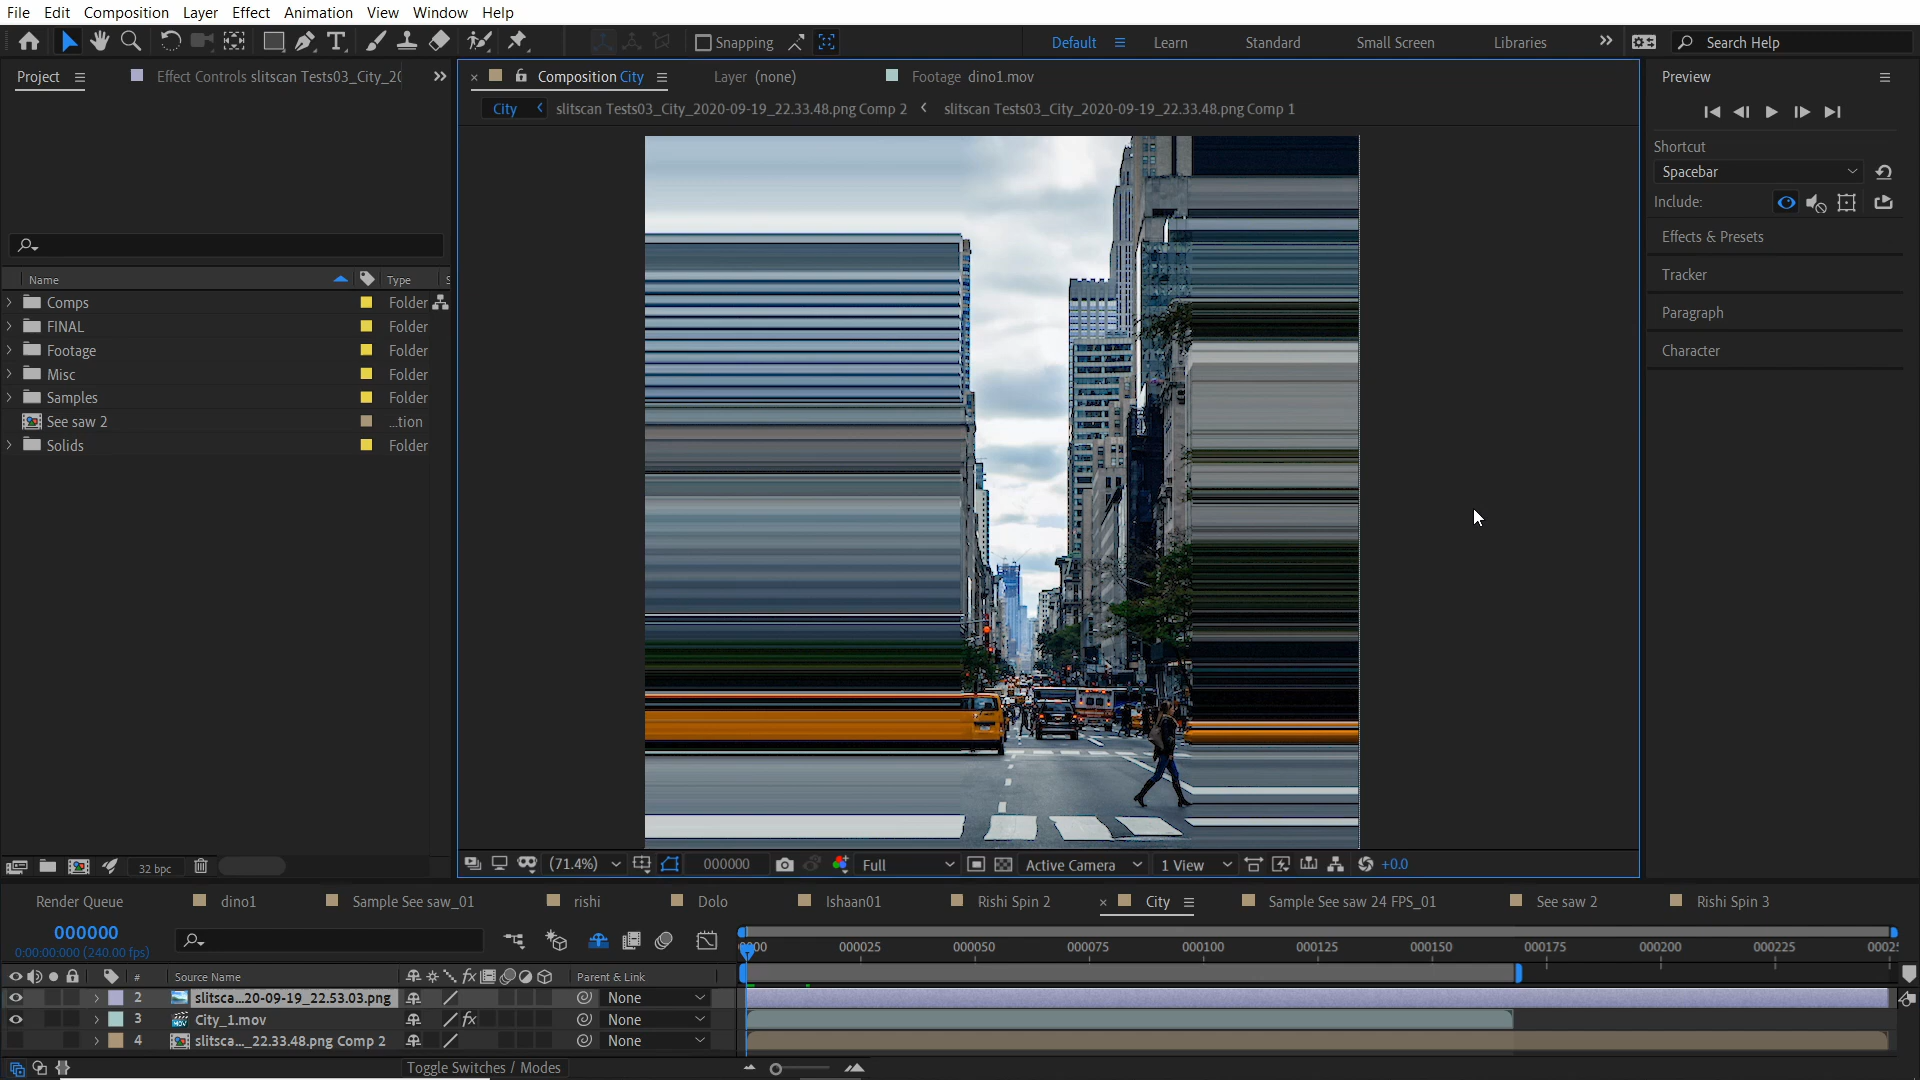 File Edit Composition Layer Effect Animation View Window Help
Snapping Default Learn Standard Small Screen Libraries Search Help
Project Effect Controls slitscan Tests03_City_20
Composition City Layer (none) Footage dino1.mov
Preview
City slitscan Tests03_City_2020-09-19_22.33.48.png Comp 2 slitscan Tests03_City_2020-09-19_22.33.48.png Comp 1
Shortcut
Spacebar
Include:
Effects & Presets
Tracker
Paragraph
Character
Name Type S
Comps Folder
FINAL Folder
Footage Folder
Misc Folder
Samples Folder
See saw 2 ...tion
Solids Folder
32 bpc
(71.4%) 000000 Full Active Camera 1 View +0.0
Render Queue dino1 Sample See saw_01 rishi Dolo Ishaan01 Rishi Spin 2 City Sample See saw 24 FPS_01 See saw 2 Rishi Spin 3
000000
0:00:00:000 (240.00 fps)
000025 000050 000075 000100 000125 000150 000175 000200 000225
# Source Name fx Parent & Link
2 slitsca...20-09-19_22.53.03.png None
3 City_1.mov fx None
4 slitsca..._22.33.48.png Comp 2 None
Toggle Switches / Modes